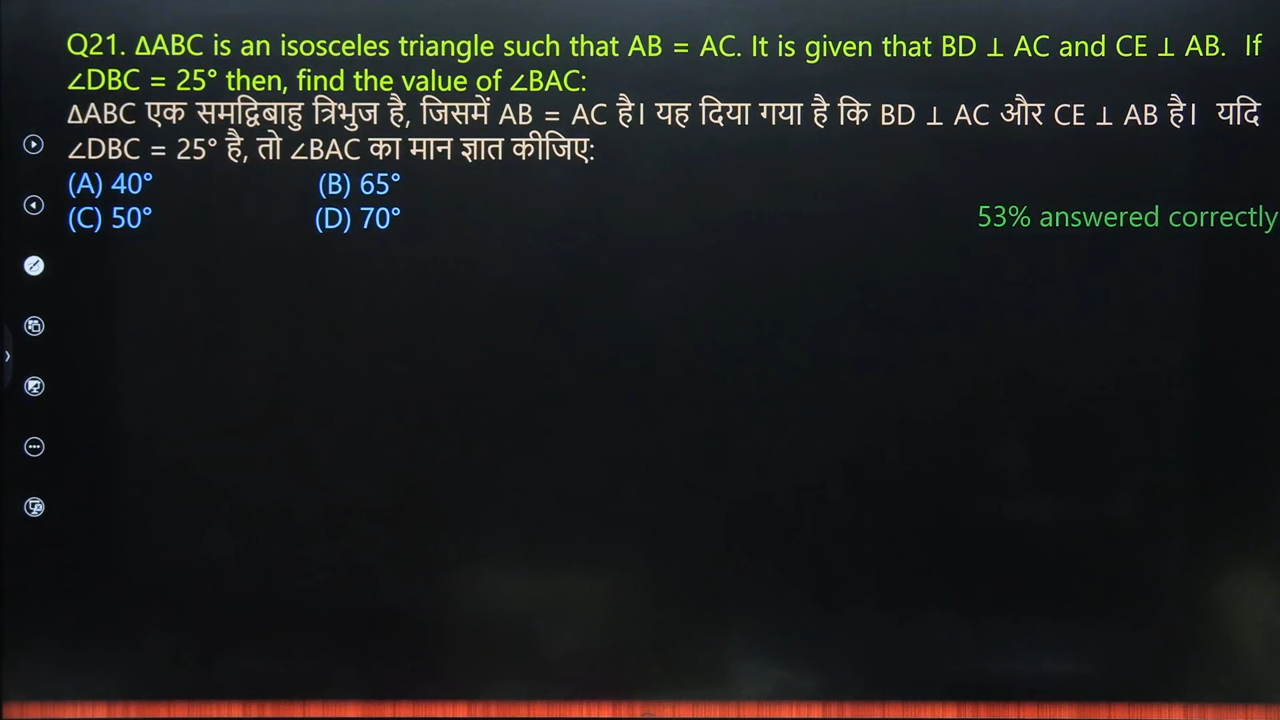 Q21. ΔABC is an isosceles triangle such that AB = AC. It is given that BD ⊥ AC and CE ⊥ AB. If
∠DBC = 25° then, find the value of ∠BAC:
ΔABC एक समद्विबाहु त्रिभुज है, जिसमें AB = AC है। यह दिया गया है कि BD ⊥ AC और CE ⊥ AB है। यदि
∠DBC = 25° है, तो ∠BAC का मान ज्ञात कीजिए:
(A) 40° (B) 65°
(C) 50° (D) 70°
53% answered correctly